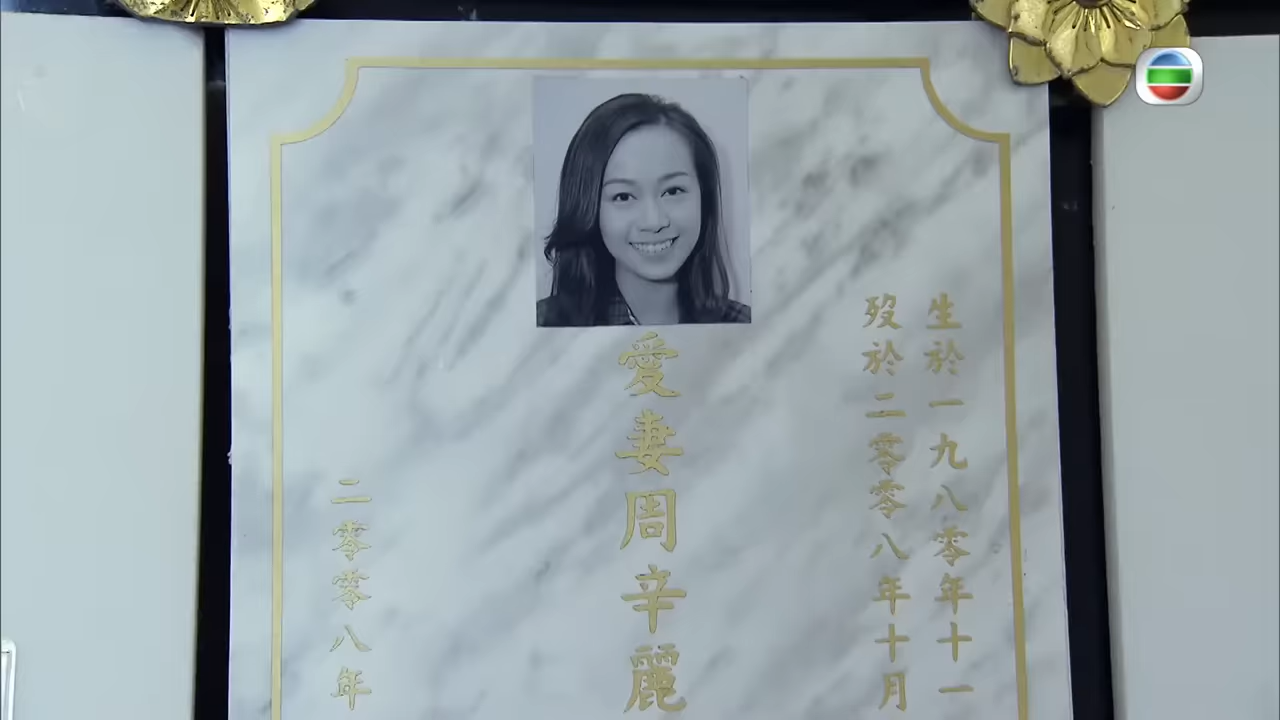 生於一九八零年十一
歿於二零零八年十月
愛妻周辛麗
二零零八年